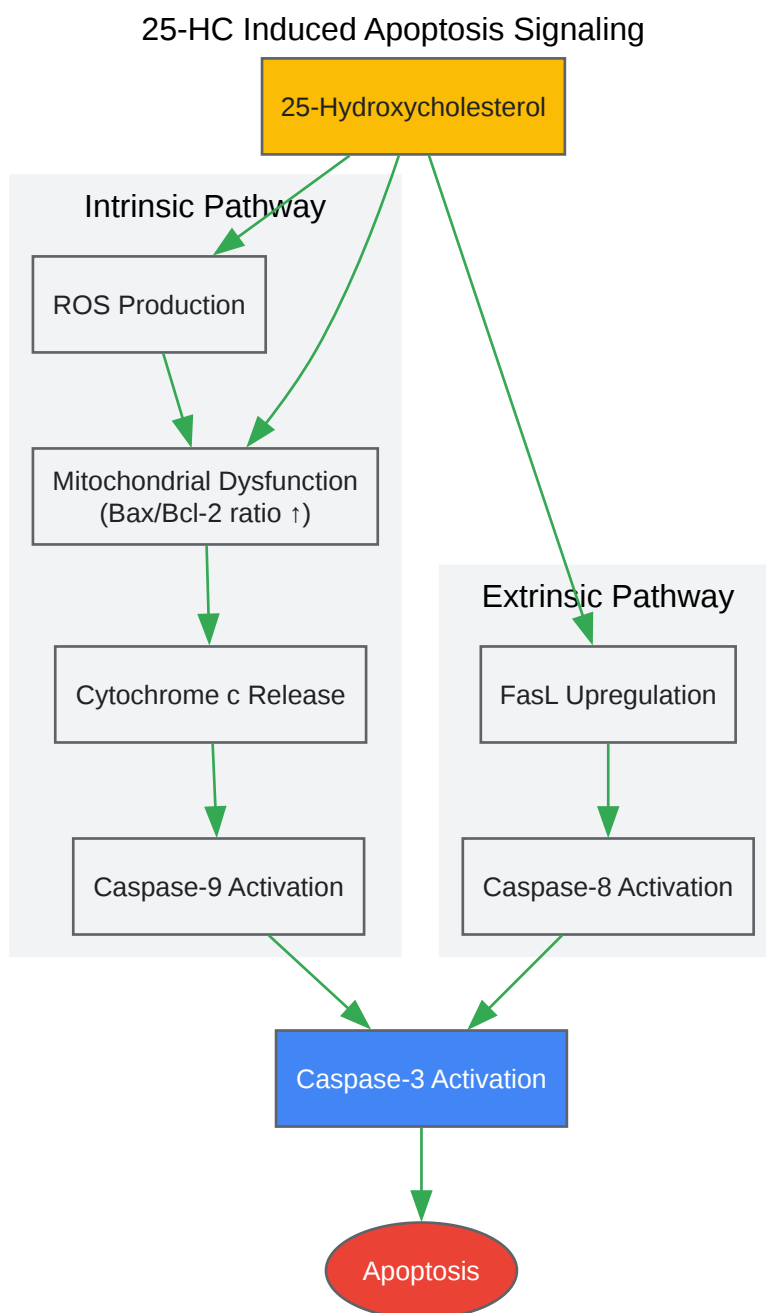 25-HC Induced Apoptosis Signaling
25-Hydroxycholesterol
Intrinsic Pathway
ROS Production
Mitochondrial Dysfunction
(Bax/Bcl-2 ratio ↑)
Cytochrome c Release
Caspase-9 Activation
Extrinsic Pathway
FasL Upregulation
Caspase-8 Activation
Caspase-3 Activation
Apoptosis